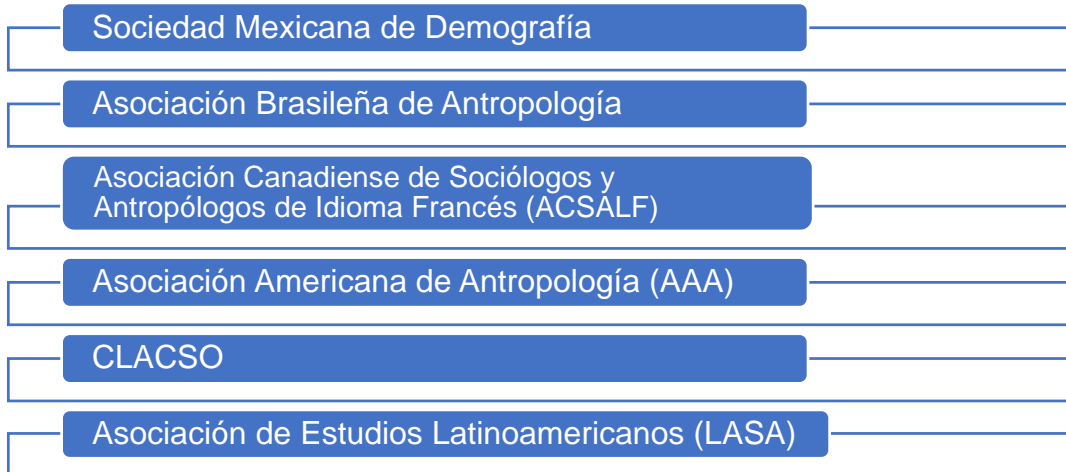 Sociedad Mexicana de Demografía
Asociación Brasileña de Antropología
Asociación Canadiense de Sociólogos y
Antropólogos de Idioma Francés (ACSALF)
Asociación Americana de Antropología (AAA)
CLACSO
Asociación de Estudios Latinoamericanos (LASA)